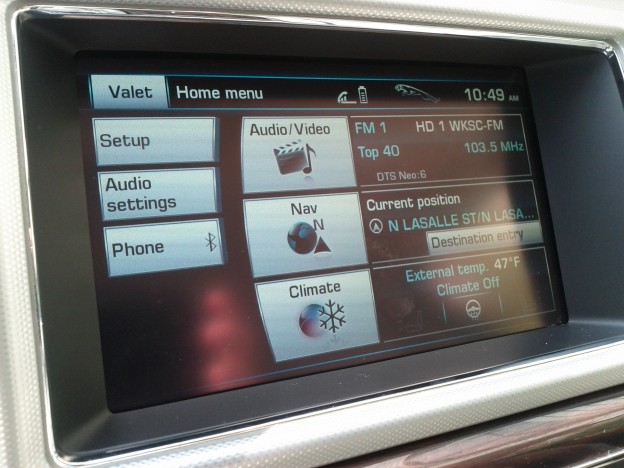 Valet
Home menu
10:49 AM
Setup
Audio settings
Phone
Audio/Video
FM 1 HD 1 WKSC-FM
Top 40 103.5 MHz
DTS Neo:6
Nav
N
Current position
N LASALLE ST/N LASA...
Destination entry
Climate
External temp. 47°F
Climate Off